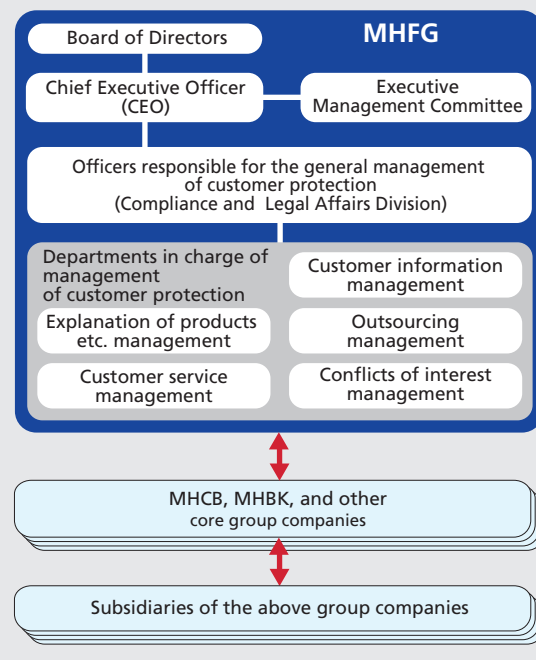 MHFG
Board of Directors
Chief Executive Officer
(CEO)
Executive
Management Committee
Officers responsible for the general management
of customer protection
(Compliance and Legal Affairs Division)
Departments in charge of
management
of customer protection
Customer information
management
Explanation of products
etc. management
Outsourcing
management
Customer service
management
Conflicts of interest
management
MHCB, MHBK, and other
core group companies
Subsidiaries of the above group companies